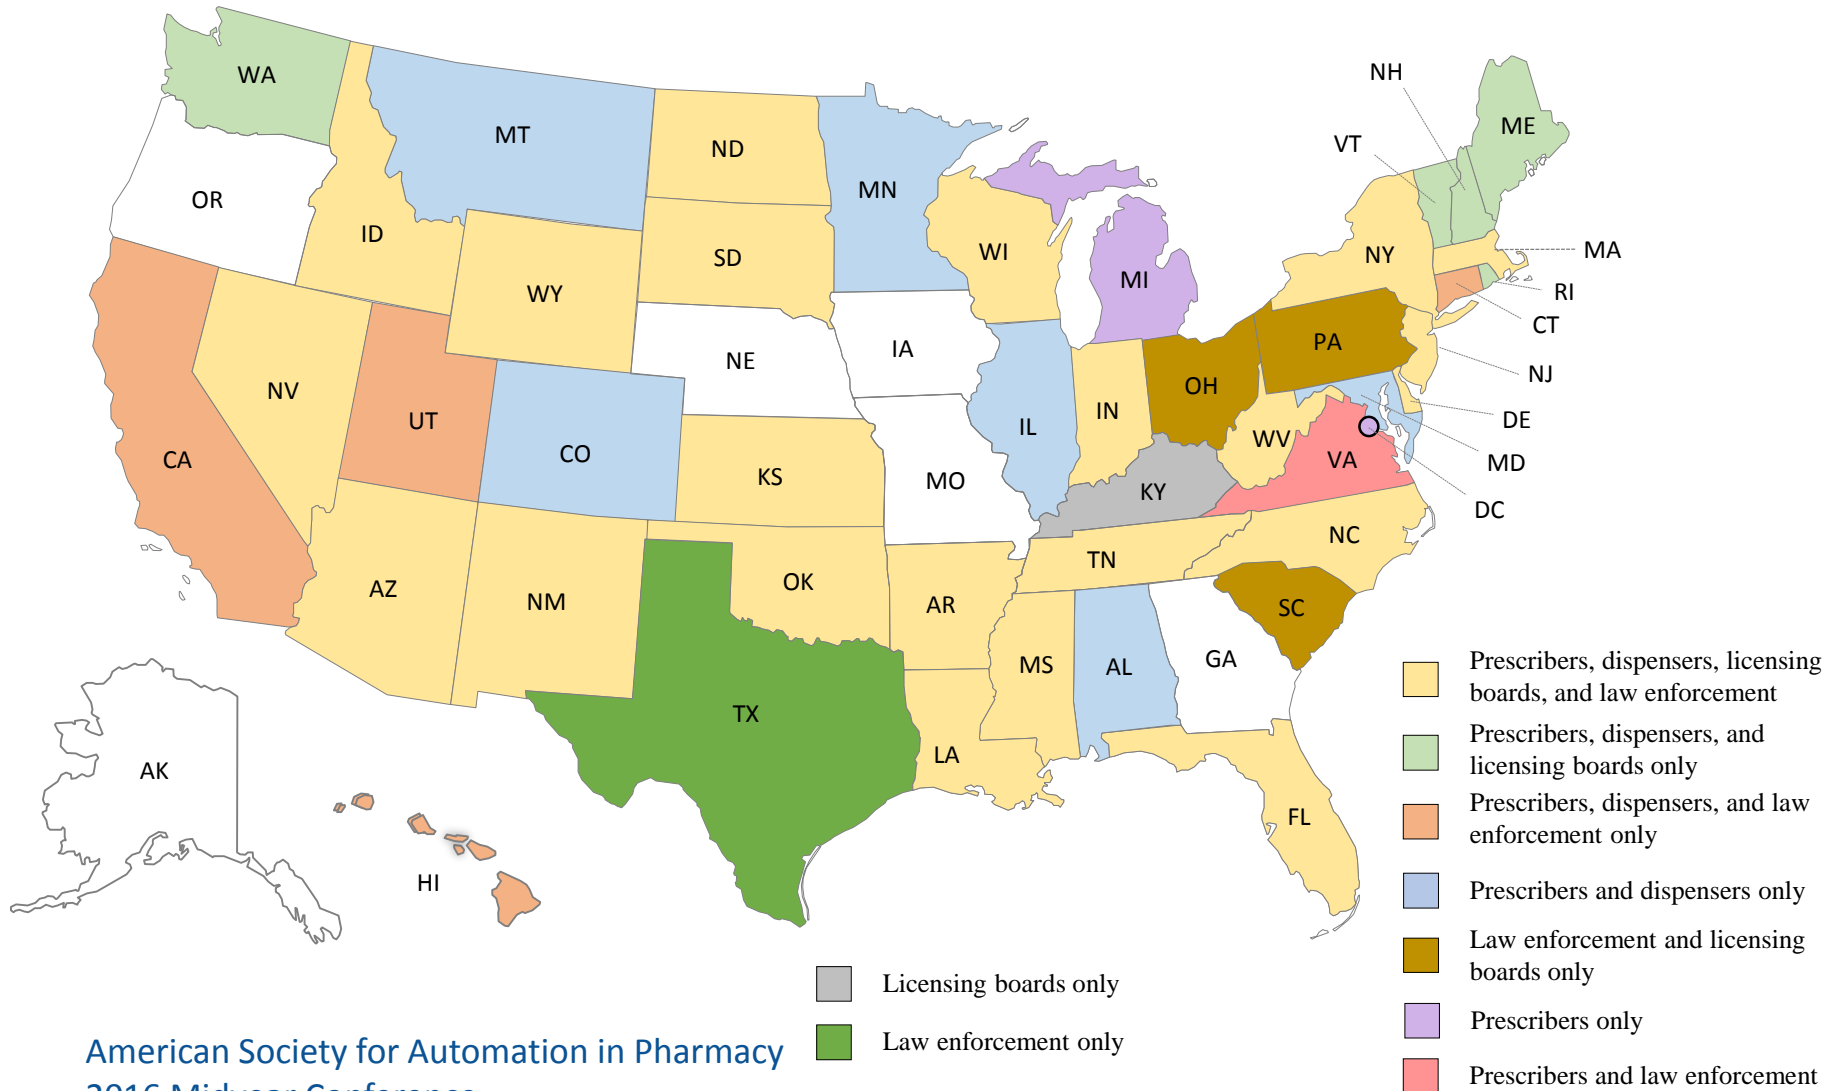 WA
MT
ND
MN
OR
ID
SD
WI
WY
MI
NH
VT
ME
NY
MA
RI
CT
NJ
DE
MD
DC
PA
OH
IN
IL
IA
NE
NV
UT
CO
CA
KS
MO
KY
WV
VA
NC
TN
SC
AZ
NM
OK
AR
MS
AL
GA
TX
LA
FL
AK
HI
Prescribers, dispensers, licensing
boards, and law enforcement
Prescribers, dispensers, and
licensing boards only
Prescribers, dispensers, and law
enforcement only
Prescribers and dispensers only
Law enforcement and licensing
boards only
Prescribers only
Prescribers and law enforcement
Licensing boards only
Law enforcement only
American Society for Automation in Pharmacy
2016 Midyear Conference